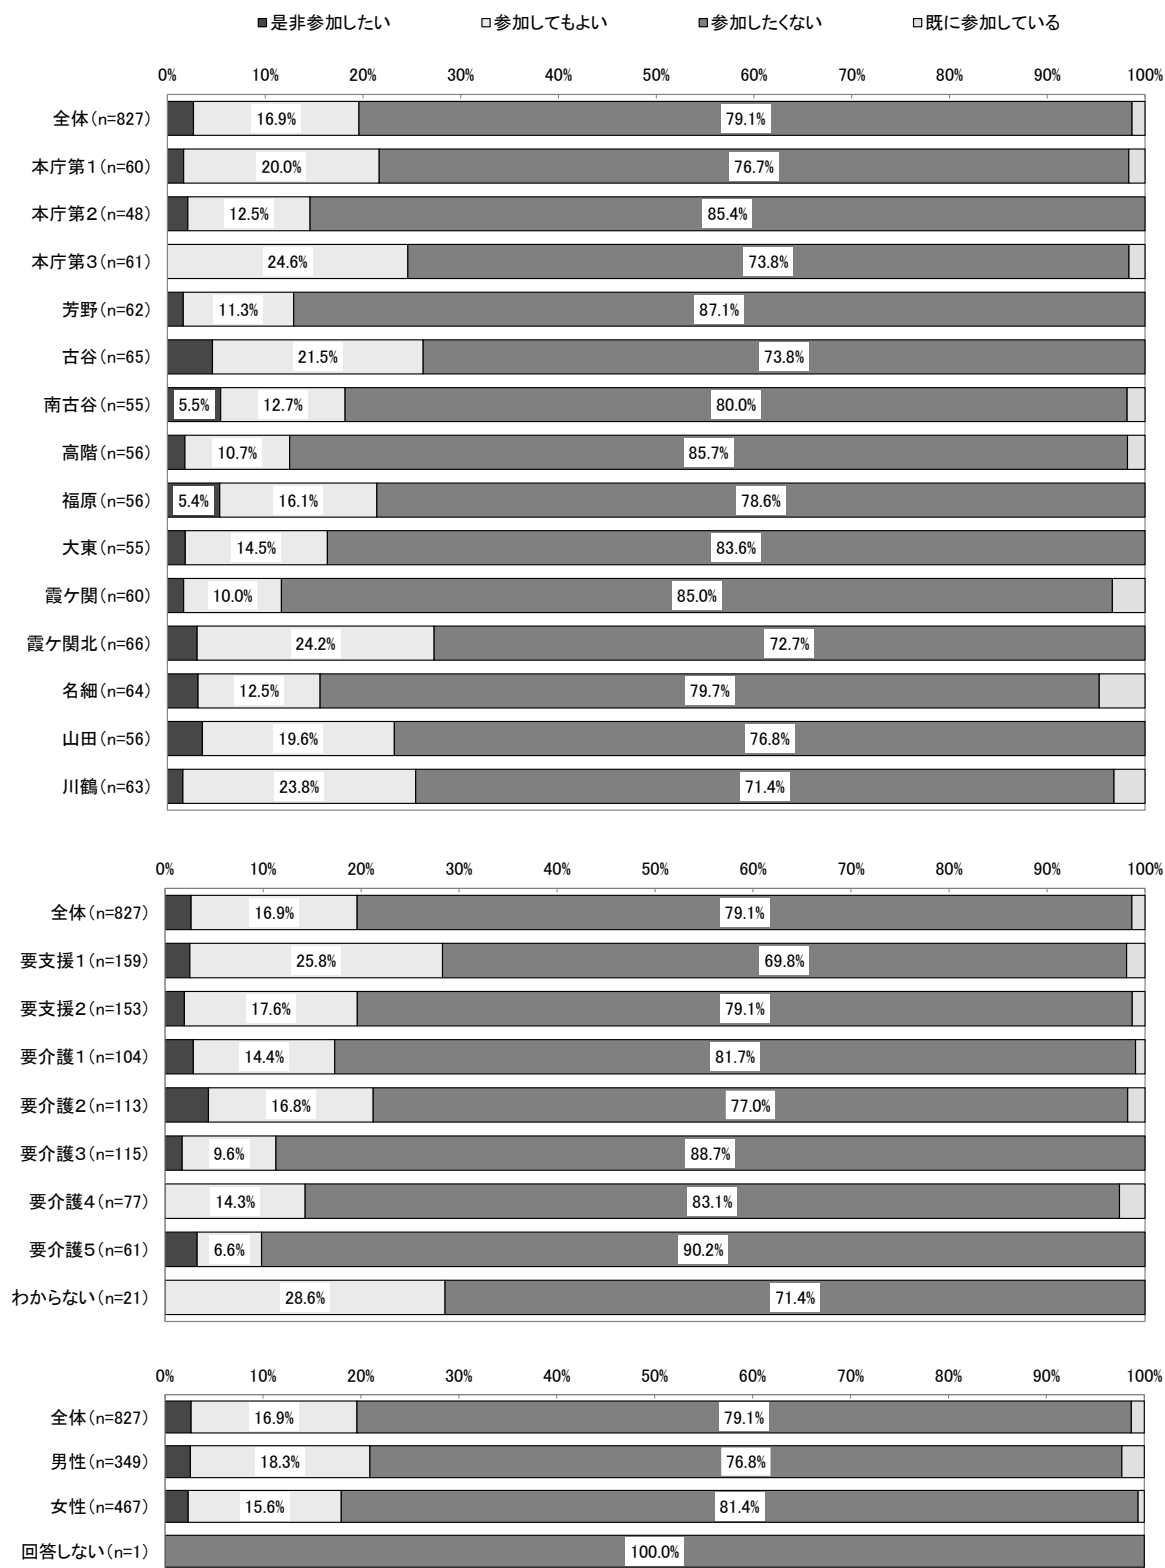 ■是非参加したい □参加してもよい ■参加したくない □既に参加している
0% 10% 20% 30% 40% 50% 60% 70% 80% 90% 100%
全体(n=827) 16.9% 79.1%
本庁第1(n=60) 20.0% 76.7%
本庁第2(n=48) 12.5% 85.4%
本庁第3(n=61) 24.6% 73.8%
芳野(n=62) 11.3% 87.1%
古谷(n=65) 21.5% 73.8%
南古谷(n=55) 5.5% 12.7% 80.0%
高階(n=56) 10.7% 85.7%
福原(n=56) 5.4% 16.1% 78.6%
大東(n=55) 14.5% 83.6%
霞ケ関(n=60) 10.0% 85.0%
霞ケ関北(n=66) 24.2% 72.7%
名細(n=64) 12.5% 79.7%
山田(n=56) 19.6% 76.8%
川鶴(n=63) 23.8% 71.4%
0% 10% 20% 30% 40% 50% 60% 70% 80% 90% 100%
全体(n=827) 16.9% 79.1%
要支援1(n=159) 25.8% 69.8%
要支援2(n=153) 17.6% 79.1%
要介護1(n=104) 14.4% 81.7%
要介護2(n=113) 16.8% 77.0%
要介護3(n=115) 9.6% 88.7%
要介護4(n=77) 14.3% 83.1%
要介護5(n=61) 6.6% 90.2%
わからない(n=21) 28.6% 71.4%
0% 10% 20% 30% 40% 50% 60% 70% 80% 90% 100%
全体(n=827) 16.9% 79.1%
男性(n=349) 18.3% 76.8%
女性(n=467) 15.6% 81.4%
回答しない(n=1) 100.0%